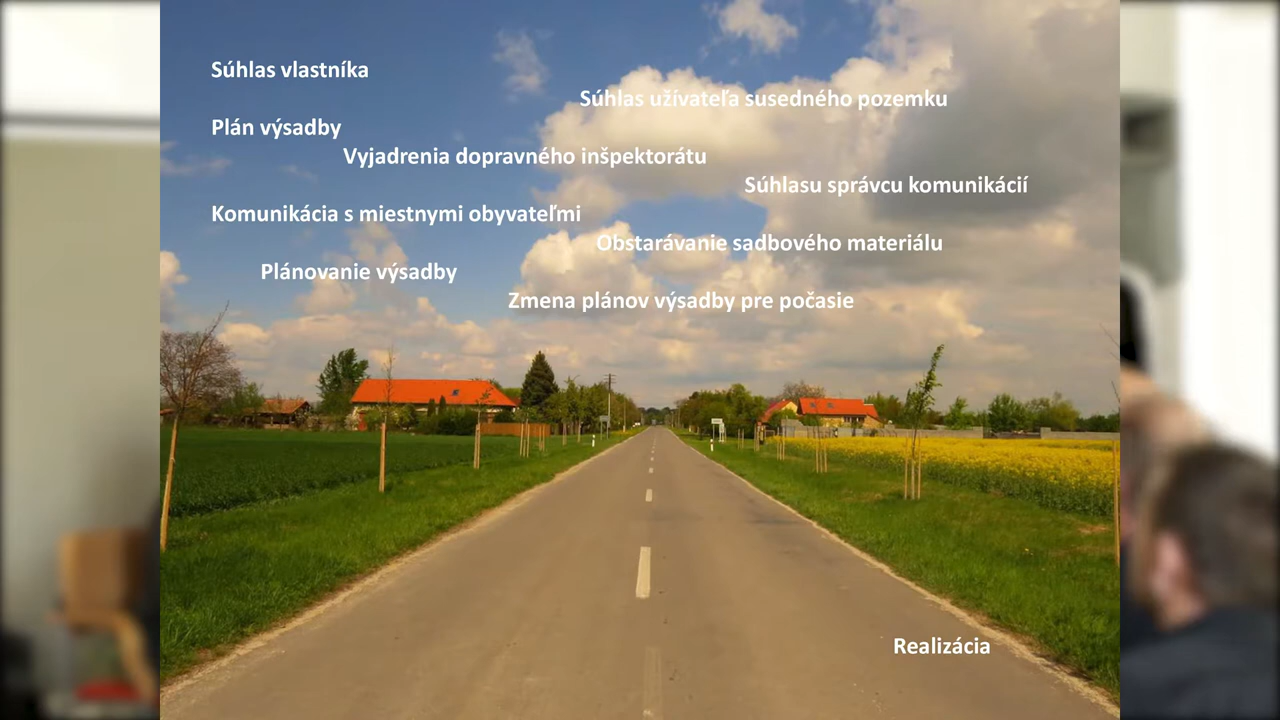 Súhlas vlastníka
Súhlas užívateľa susedného pozemku
Plán výsadby
Vyjadrenia dopravného inšpektorátu
Súhlasu správcu komunikácií
Komunikácia s miestnymi obyvateľmi
Obstarávanie sadbového materiálu
Plánovanie výsadby
Zmena plánov výsadby pre počasie
Realizácia